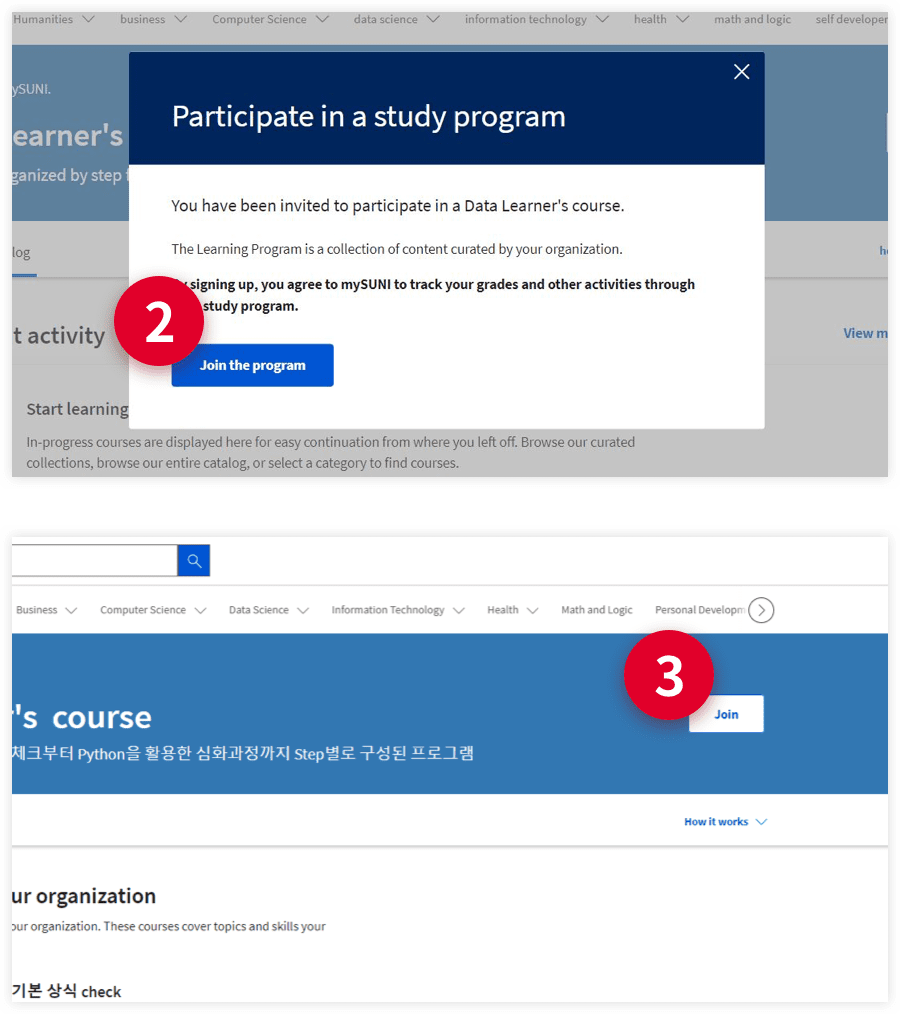 Humanities business Computer Science data science information technology health math and logic self developer
ySUNI.
earner's
ganized by step f
log
t activity
View m
Start learning
In-progress courses are displayed here for easy continuation from where you left off. Browse our curated
collections, browse our entire catalog, or select a category to find courses.
Participate in a study program
You have been invited to participate in a Data Learner's course.
The Learning Program is a collection of content curated by your organization.
signing up, you agree to mySUNI to track your grades and other activities through
study program.
2
Join the program
Business Computer Science Data Science Information Technology Health Math and Logic Personal Developm
3
r's course
Join
체크부터 Python을 활용한 심화과정까지 Step별로 구성된 프로그램
How it works
ur organization
our organization. These courses cover topics and skills your
기본 상식 check